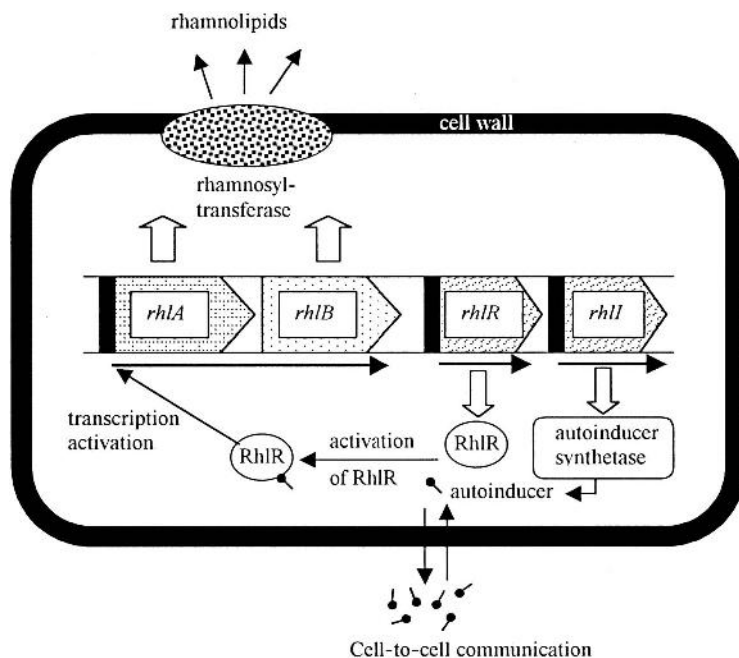 rhamnolipids
cell wall
rhamnosyl-
transferase
rhlA
rhlB
rhlR
rhlI
transcription
activation
RhlR
activation
of RhlR
RhlR
autoinducer
synthetase
autoinducer
Cell-to-cell communication